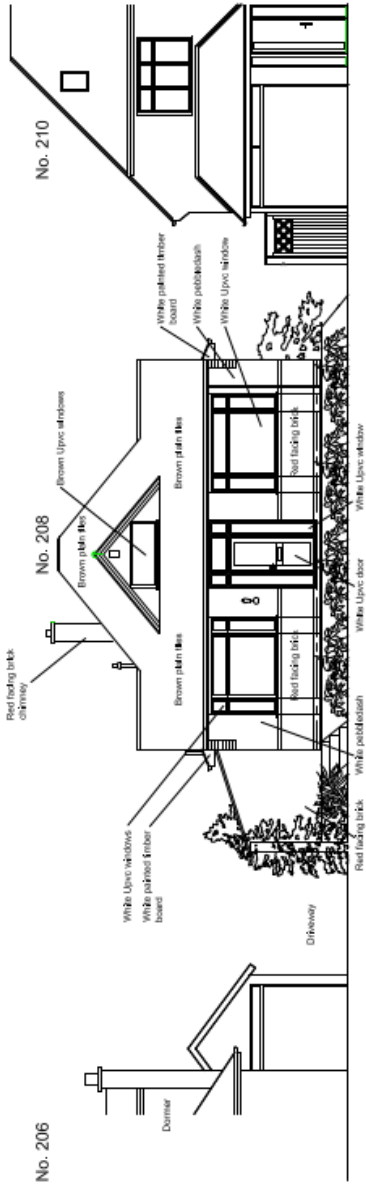 No. 206
No. 208
No. 210
Red facing brick
chimney
Brown Upvc windows
Brown plain tiles
Brown plain tiles
Brown plain tiles
White painted timber
board
White pebbledash
White Upvc window
White Upvc windows
White painted timber
board
Red facing brick
Red facing brick
Dormer
Driveway
Red facing brick
White pebbledash
White Upvc door
White Upvc window